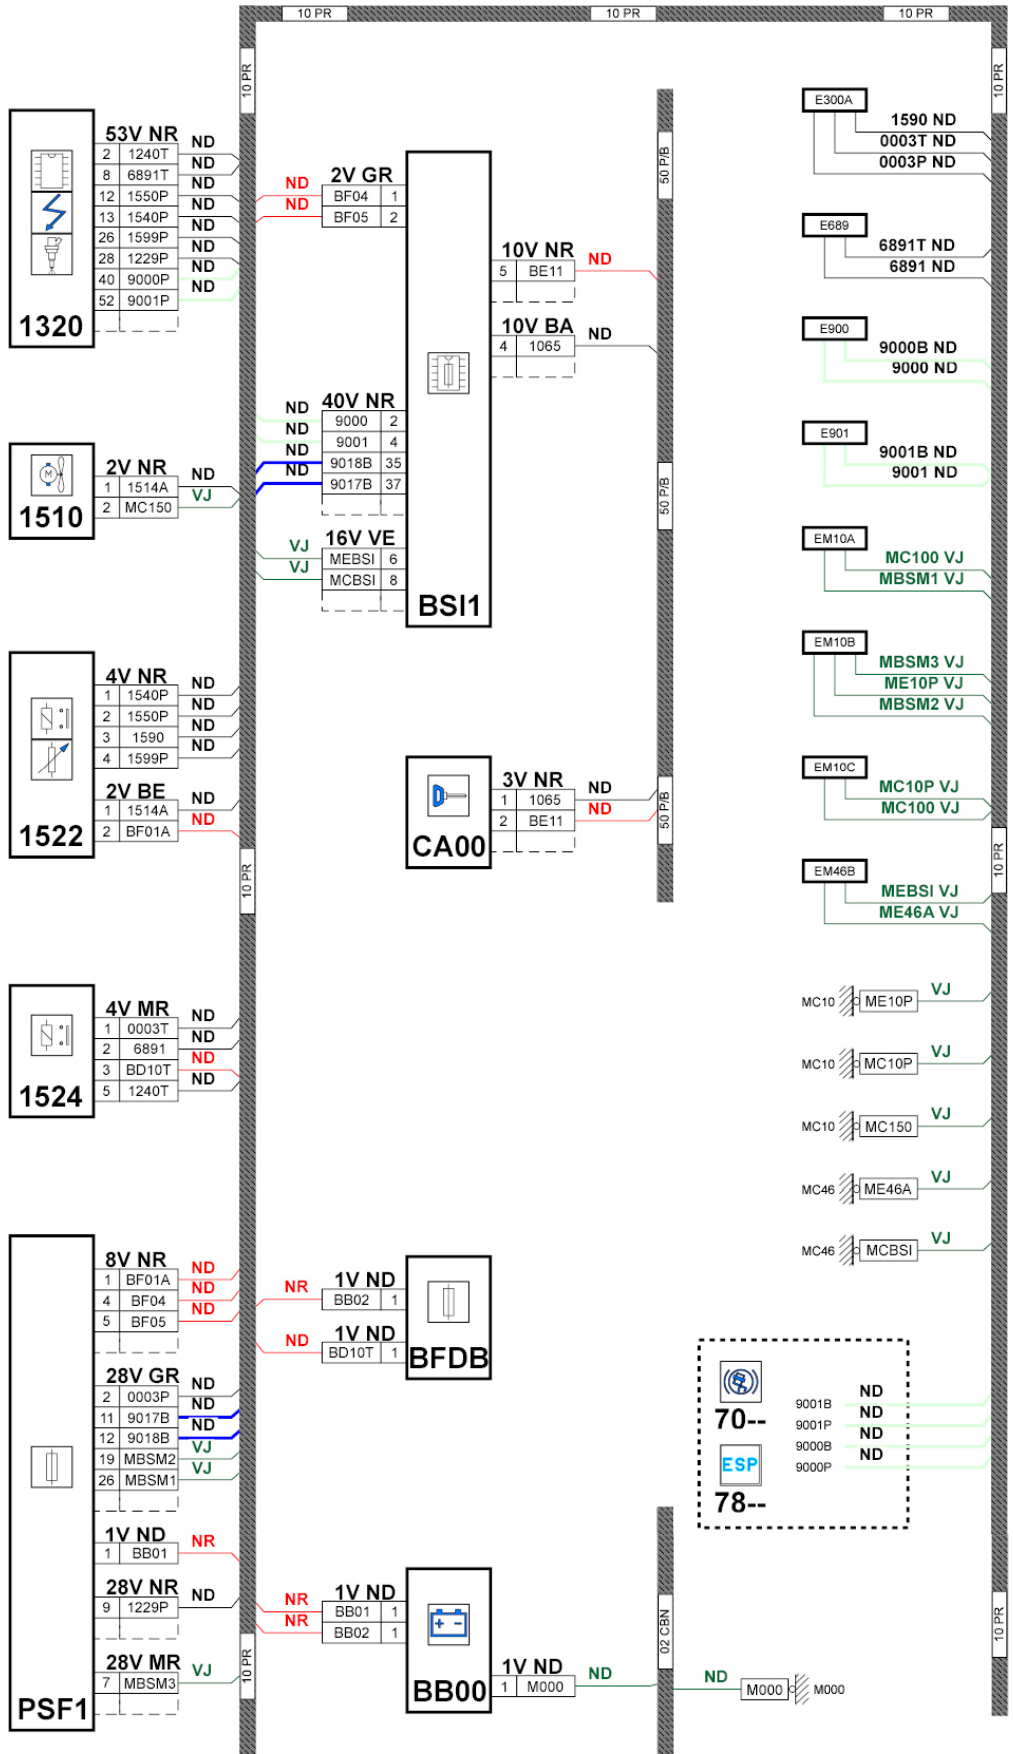 10 PR
10 PR
10 PR
10 PR
10 PR
53V NR
2 1240T ND
8 6891T ND
12 1550P ND
13 1540P ND
26 1599P ND
28 1229P ND
40 9000P ND
52 9001P ND
1320
2V NR
1 1514A ND
2 MC150 VJ
1510
4V NR
1 1540P ND
2 1550P ND
3 1590 ND
4 1599P ND
2V BE
1 1514A ND
2 BF01A ND
1522
10 PR
4V MR
1 0003T ND
2 6891 ND
3 BD10T ND
5 1240T ND
1524
8V NR
1 BF01A ND
4 BF04 ND
5 BF05 ND
28V GR
2 0003P ND
11 9017B ND
12 9018B ND
19 MBSM2 VJ
26 MBSM1 VJ
1V ND
1 BB01 NR
28V NR
9 1229P ND
28V MR
7 MBSM3 VJ
PSF1
10 PR
2V GR
ND BF04 1
ND BF05 2
10V NR
5 BE11 ND
10V BA
4 1065 ND
40V NR
ND 9000 2
ND 9001 4
ND 9018B 35
ND 9017B 37
16V VE
VJ MEBSI 6
VJ MCBSI 8
BSI1
50 P/B
50 P/B
3V NR
1 1065 ND
2 BE11 ND
CA00
50 P/B
1V ND
NR BB02 1
1V ND
ND BD10T 1
BFDB
1V ND
NR BB01 1
NR BB02 1
1V ND
1 M000 ND
BB00
02 CBN
ND M000 M000
E300A
1590 ND
0003T ND
0003P ND
E689
6891T ND
6891 ND
E900
9000B ND
9000 ND
E901
9001B ND
9001 ND
EM10A
MC100 VJ
MBSM1 VJ
EM10B
MBSM3 VJ
ME10P VJ
MBSM2 VJ
EM10C
MC10P VJ
MC100 VJ
10 PR
EM46B
MEBSI VJ
ME46A VJ
MC10 ME10P VJ
MC10 MC10P VJ
MC10 MC150 VJ
MC46 ME46A VJ
MC46 MCBSI VJ
70--
ESP
78--
9001B ND
9001P ND
9000B ND
9000P ND
10 PR